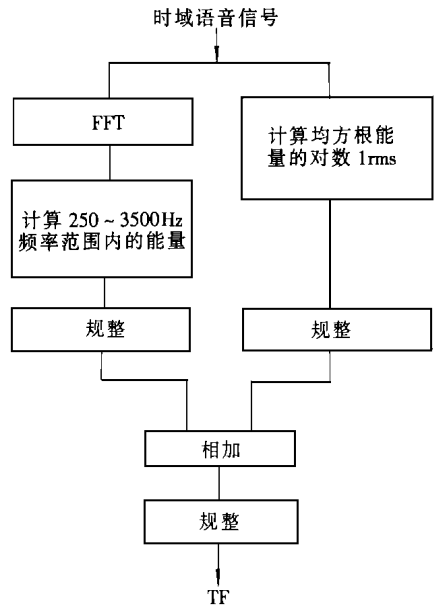 时域语音信号
FFT
计算均方根能
量的对数 1rms
计算 250 ~ 3500Hz
频率范围内的能量
规整
规整
相加
规整
TF